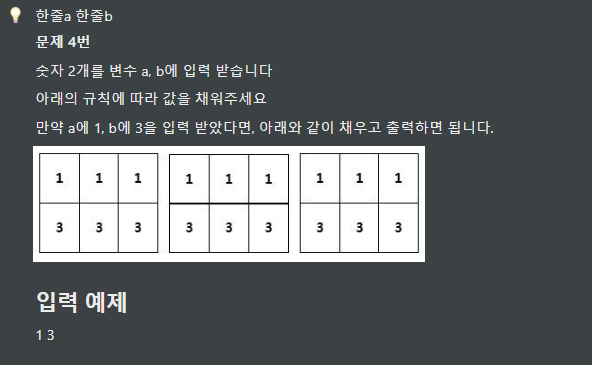 한줄a 한줄b
문제 4번
숫자 2개를 변수 a, b에 입력 받습니다
아래의 규칙에 따라 값을 채워주세요
만약 a에 1, b에 3을 입력 받았다면, 아래와 같이 채우고 출력하면 됩니다.
1 1 1 1 1 1 1 1 1
3 3 3 3 3 3 3 3 3
입력 예제
1 3